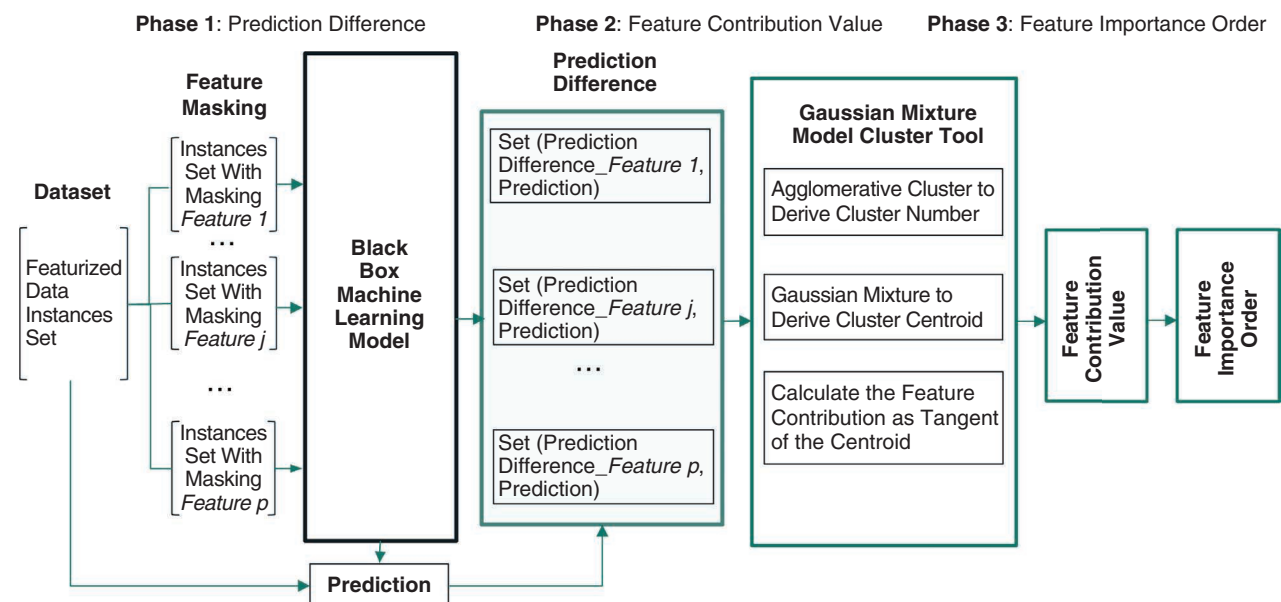 Phase 1: Prediction Difference
Phase 2: Feature Contribution Value
Phase 3: Feature Importance Order
Dataset
Featurized
Data
Instances
Set
Feature
Masking
Instances
Set With
Masking
Feature 1
...
Instances
Set With
Masking
Feature j
...
Instances
Set With
Masking
Feature p
Black
Box
Machine
Learning
Model
Prediction
Prediction
Difference
Set (Prediction
Difference_Feature 1,
Prediction)
Set (Prediction
Difference_Feature j,
Prediction)
...
Set (Prediction
Difference_Feature p,
Prediction)
Gaussian Mixture
Model Cluster Tool
Agglomerative Cluster to
Derive Cluster Number
Gaussian Mixture to
Derive Cluster Centroid
Calculate the Feature
Contribution as Tangent
of the Centroid
Feature
Contribution
Value
Feature
Importance
Order